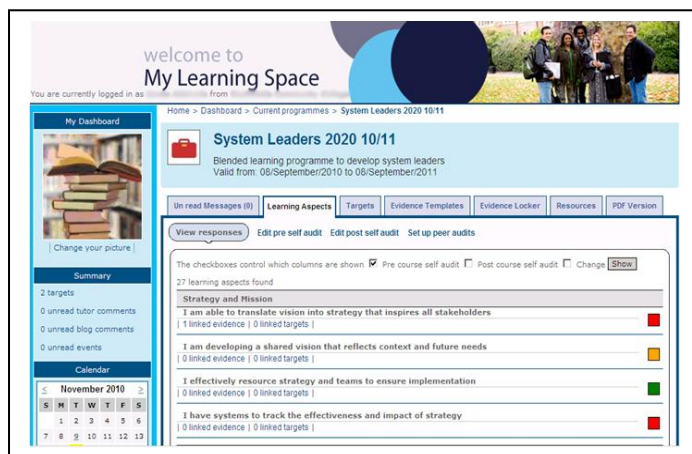 welcome to
My Learning Space
You are currently logged in as from
Home > Dashboard > Current programmes > System Leaders 2020 10/11
My Dashboard
Change your picture
System Leaders 2020 10/11
Blended learning programme to develop system leaders
Valid from: 08/September/2010 to 08/September/2011
Un read Messages (0) Learning Aspects Targets Evidence Templates Evidence Locker Resources PDF Version
View responses Edit pre self audit Edit post self audit Set up peer audits
The checkboxes control which columns are shown Pre course self audit Post course self audit Change Show
27 learning aspects found
Strategy and Mission
I am able to translate vision into strategy that inspires all stakeholders
| 1 linked evidence | 0 linked targets |
I am developing a shared vision that reflects context and future needs
| 0 linked evidence | 0 linked targets |
I effectively resource strategy and teams to ensure implementation
| 0 linked evidence | 0 linked targets |
I have systems to track the effectiveness and impact of strategy
| 0 linked evidence | 0 linked targets |
Summary
2 targets
0 unread tutor comments
0 unread blog comments
0 unread events
Calendar
< November 2010 >
S M T W T F S
1 2 3 4 5 6
7 8 9 10 11 12 13